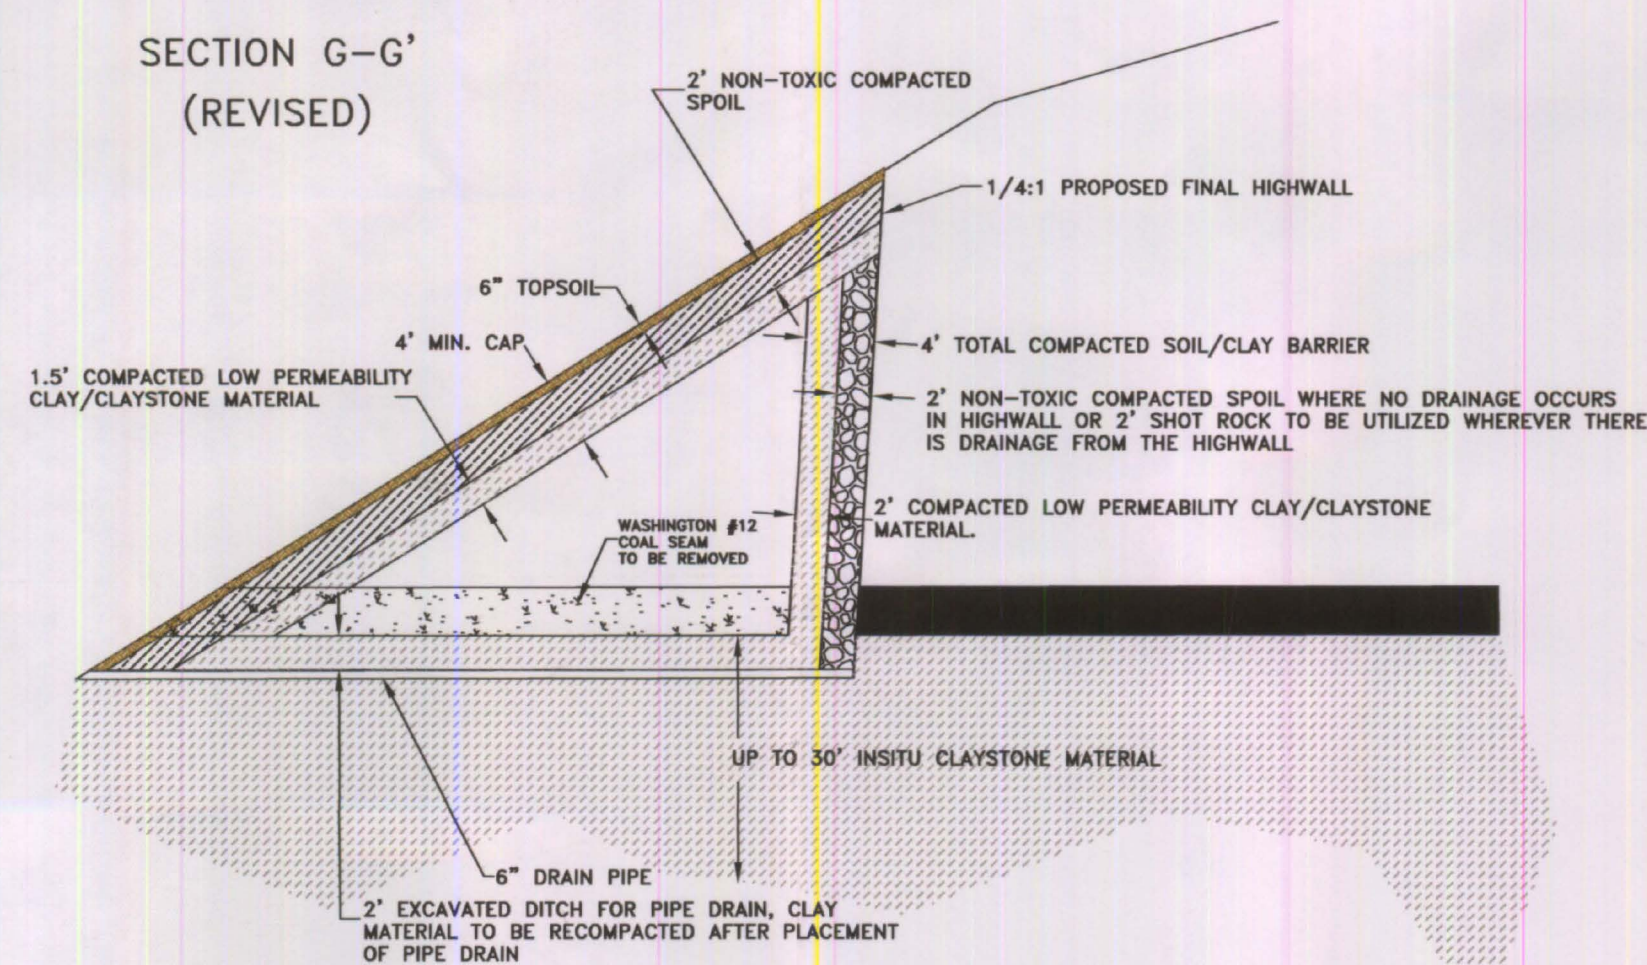 SECTION G-G'
(REVISED)
2' NON-TOXIC COMPACTED
SPOIL
1/4:1 PROPOSED FINAL HIGHWALL
6" TOPSOIL
4' MIN. CAP
4' TOTAL COMPACTED SOIL/CLAY BARRIER
1.5' COMPACTED LOW PERMEABILITY
CLAY/CLAYSTONE MATERIAL
2' NON-TOXIC COMPACTED SPOIL WHERE NO DRAINAGE OCCURS
IN HIGHWALL OR 2' SHOT ROCK TO BE UTILIZED WHEREVER THERE
IS DRAINAGE FROM THE HIGHWALL
2' COMPACTED LOW PERMEABILITY CLAY/CLAYSTONE
MATERIAL.
WASHINGTON #12
COAL SEAM
TO BE REMOVED
UP TO 30' INSITU CLAYSTONE MATERIAL
6" DRAIN PIPE
2' EXCAVATED DITCH FOR PIPE DRAIN, CLAY
MATERIAL TO BE RECOMPACTED AFTER PLACEMENT
OF PIPE DRAIN